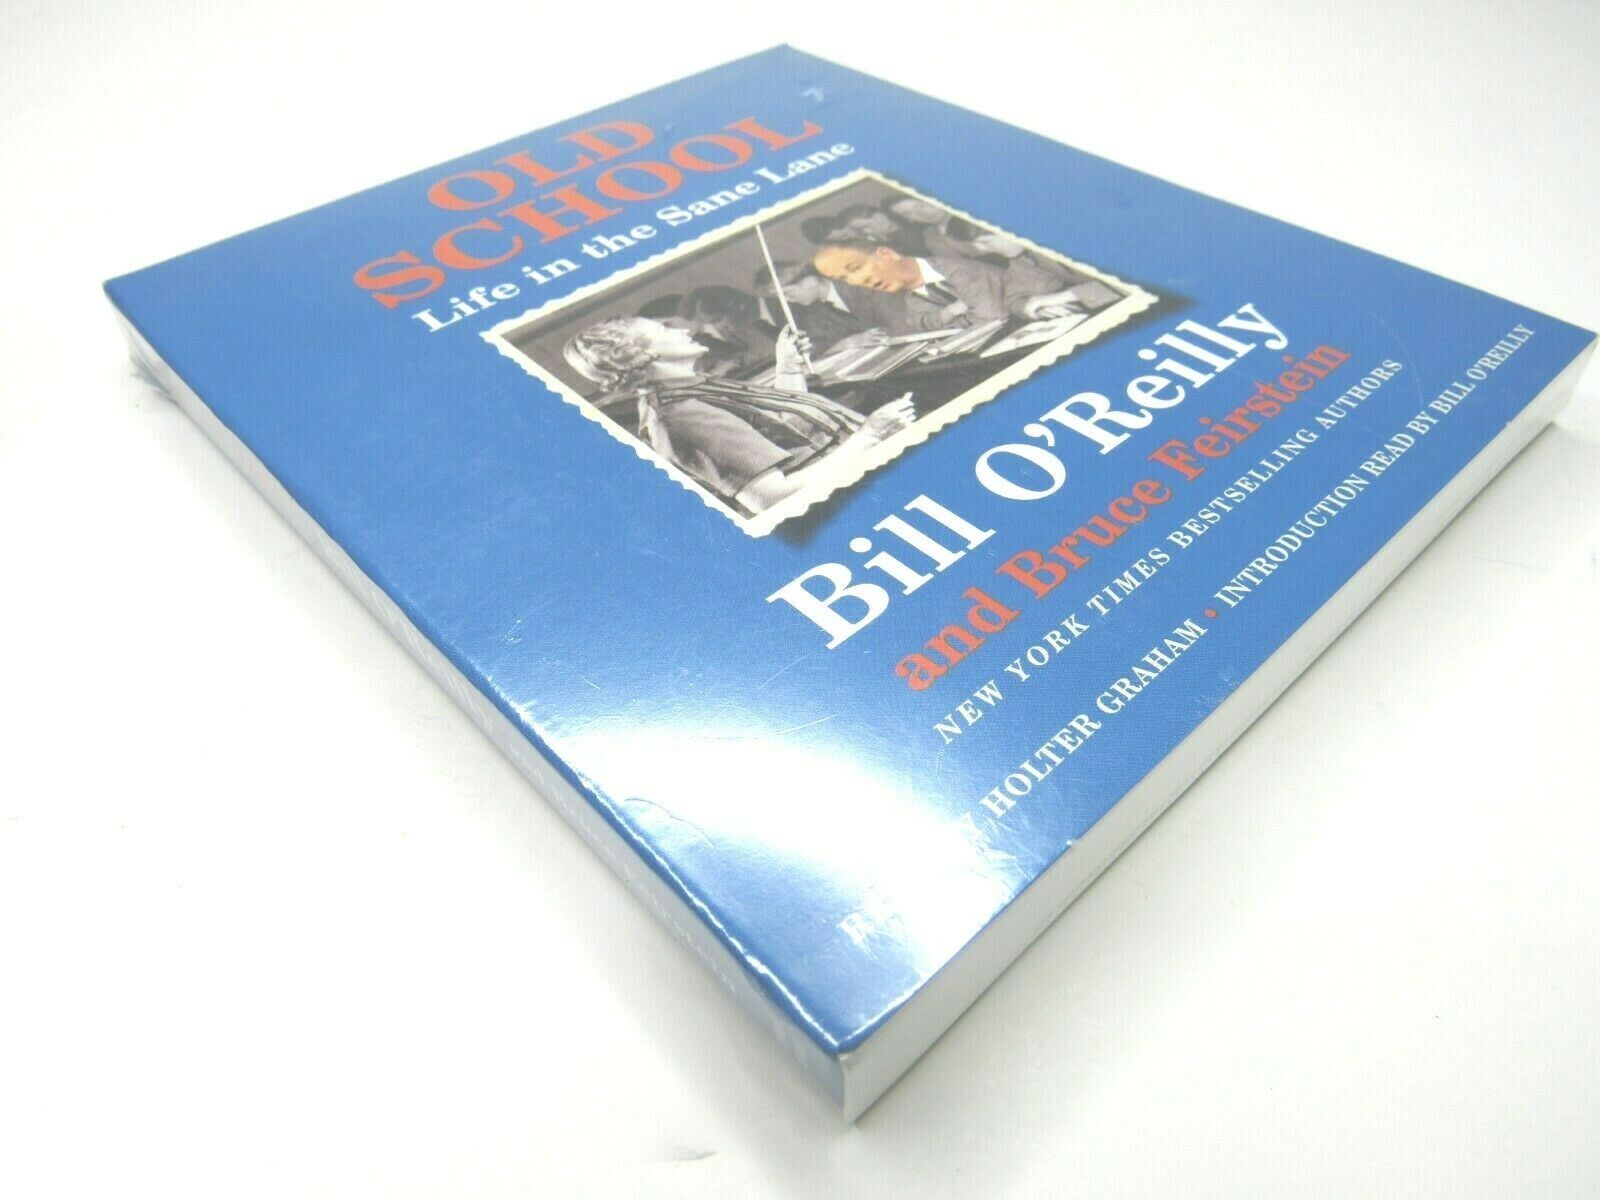 OLD
SCHOOL
Life in the Sane Lane
Bill O'Reilly
and Bruce Feirstein
NEW YORK TIMES BESTSELLING AUTHORS
HOLTER GRAHAM • INTRODUCTION READ BY BILL O'REILLY